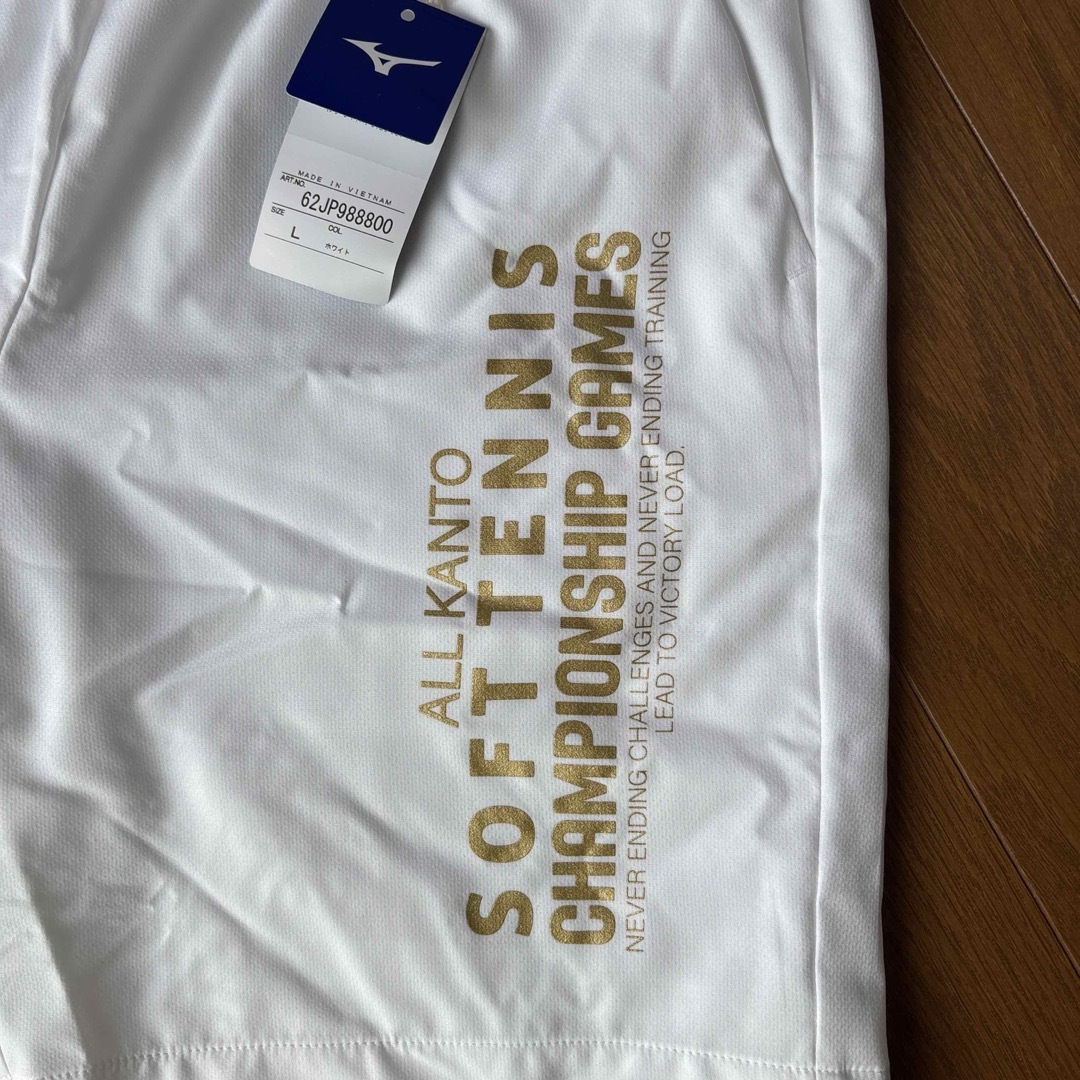 MADE IN VIETNAM
ART.NO.
62JP988800
SIZE
COL.
L
ホワイト
ALL KANTO
SOFT TENNIS
CHAMPIONSHIP GAMES
NEVER ENDING CHALLENGES AND NEVER ENDING TRAINING
LEAD TO VICTORY LOAD.